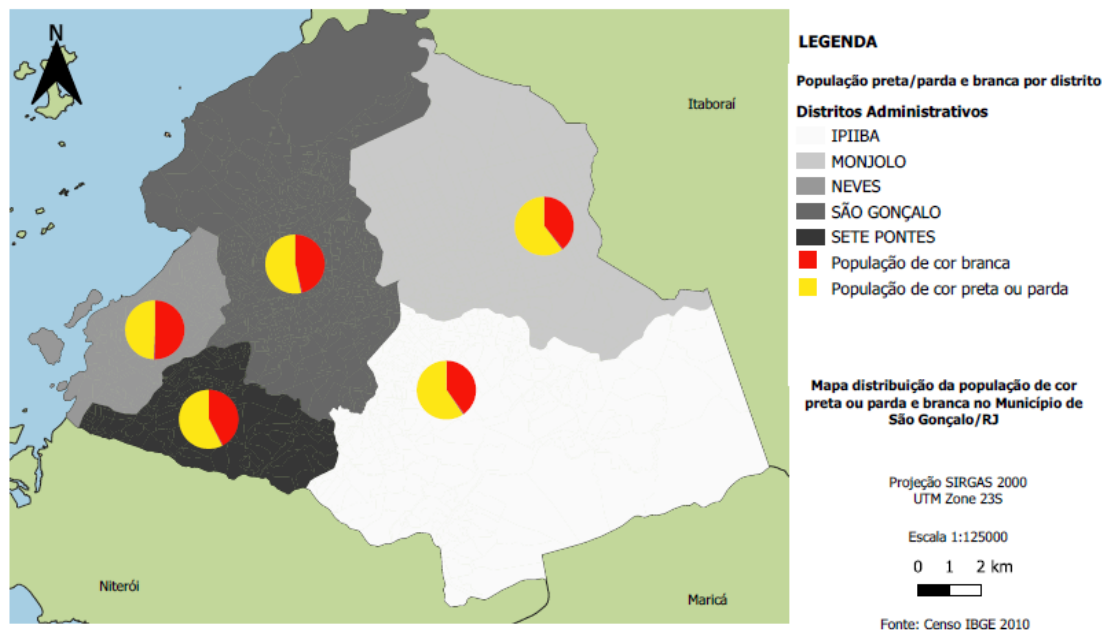 N
Itaboraí
Niterói
Maricá
LEGENDA
População preta/parda e branca por distrito
Distritos Administrativos
IPIIBA
MONJOLO
NEVES
SÃO GONÇALO
SETE PONTES
População de cor branca
População de cor preta ou parda
Mapa distribuição da população de cor
preta ou parda e branca no Município de
São Gonçalo/RJ
Projeção SIRGAS 2000
UTM Zone 23S
Escala 1:125000
0 1 2 km
Fonte: Censo IBGE 2010